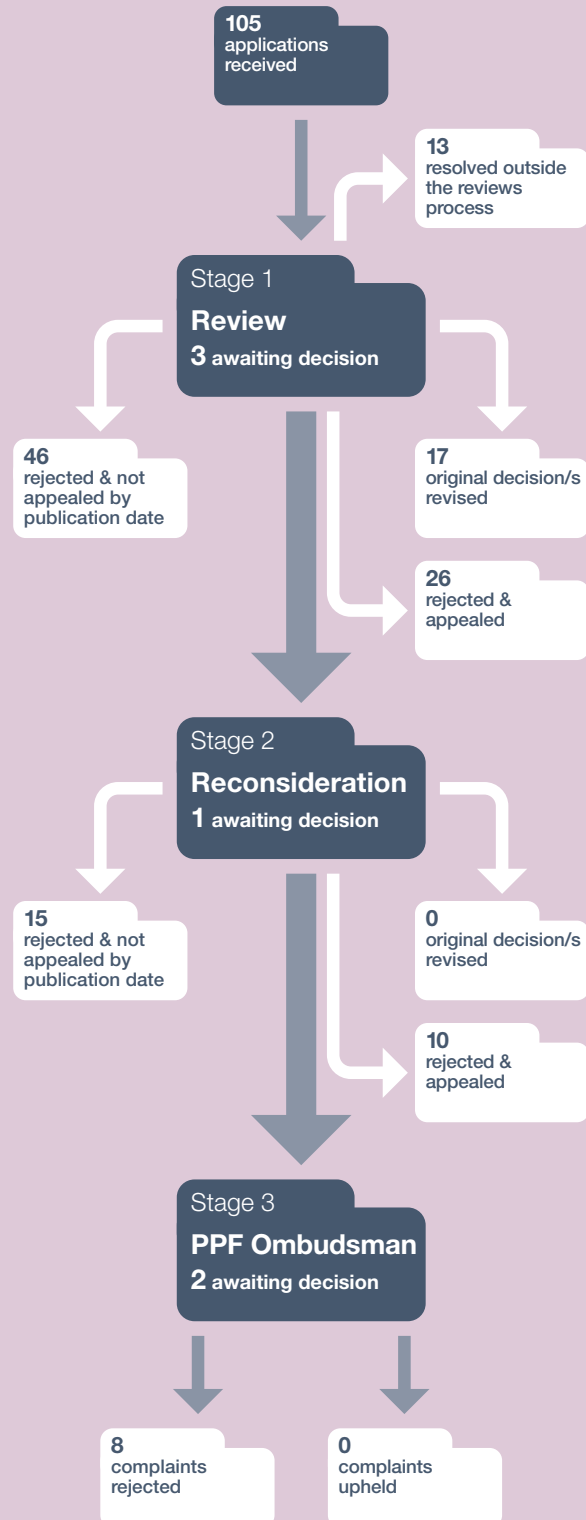 105
applications
received
13
resolved outside
the reviews
process
Stage 1
Review
3 awaiting decision
46
rejected & not
appealed by
publication date
17
original decision/s
revised
26
rejected &
appealed
Stage 2
Reconsideration
1 awaiting decision
15
rejected & not
appealed by
publication date
0
original decision/s
revised
10
rejected &
appealed
Stage 3
PPF Ombudsman
2 awaiting decision
8
complaints
rejected
0
complaints
upheld